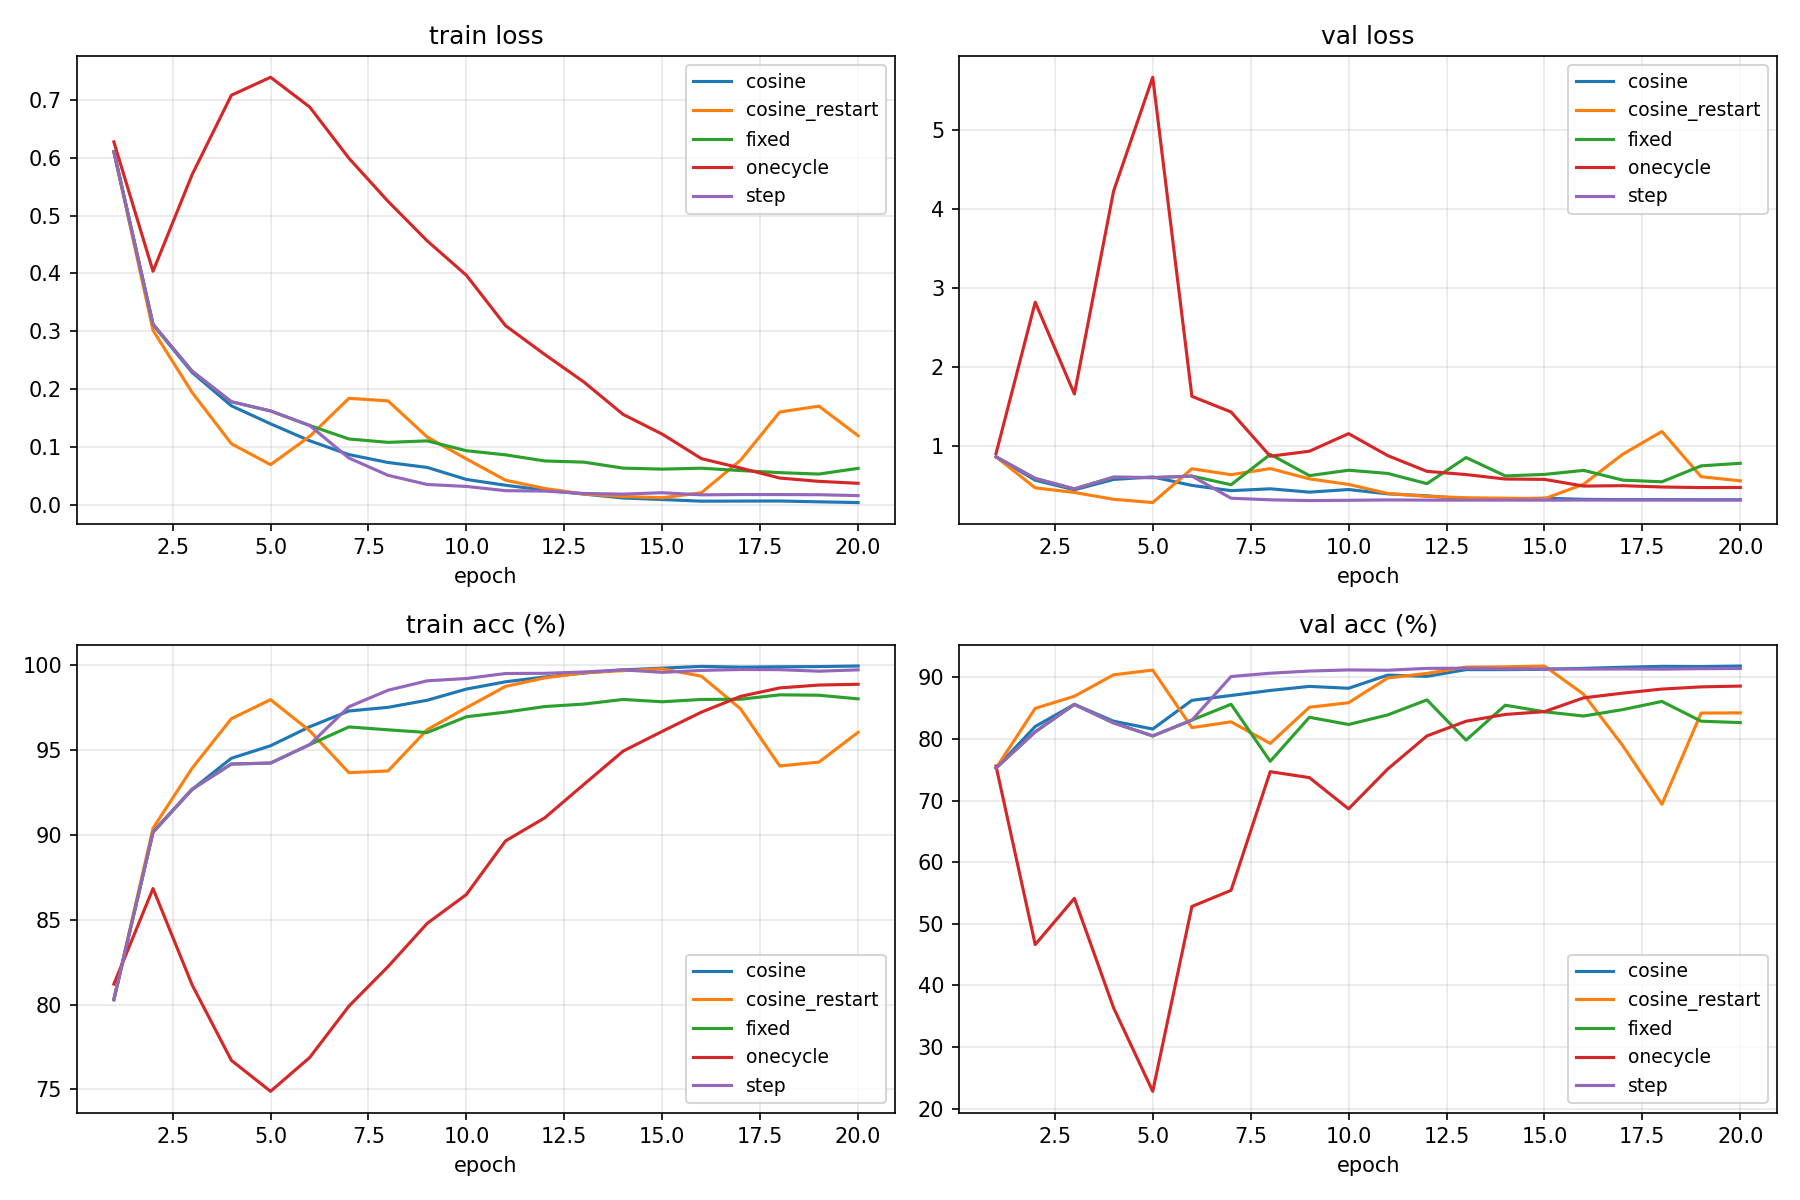 train loss
0.7
0.6
0.5
0.4
0.3
0.2
0.1
0.0
cosine
cosine_restart
fixed
onecycle
step
2.5 5.0 7.5 10.0 12.5 15.0 17.5 20.0
epoch
val loss
5
4
3
2
1
cosine
cosine_restart
fixed
onecycle
step
2.5 5.0 7.5 10.0 12.5 15.0 17.5 20.0
epoch
train acc (%)
100
95
90
85
80
75
cosine
cosine_restart
fixed
onecycle
step
2.5 5.0 7.5 10.0 12.5 15.0 17.5 20.0
epoch
val acc (%)
90
80
70
60
50
40
30
20
cosine
cosine_restart
fixed
onecycle
step
2.5 5.0 7.5 10.0 12.5 15.0 17.5 20.0
epoch